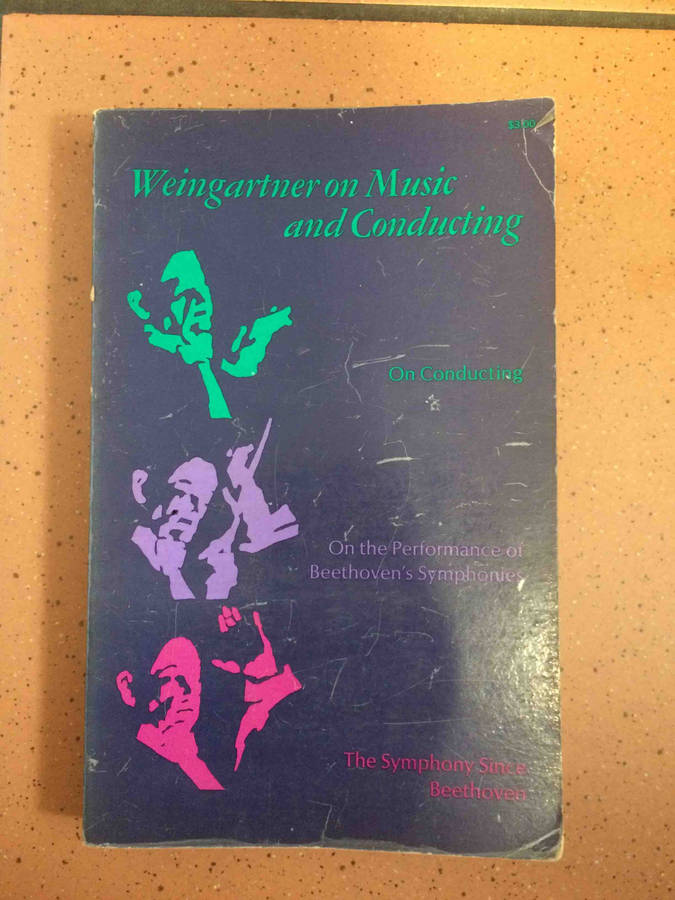 $3.00
Weingartner on Music
and Conducting
On Conducting
On the Performance of
Beethoven's Symphonies
The Symphony Since
Beethoven